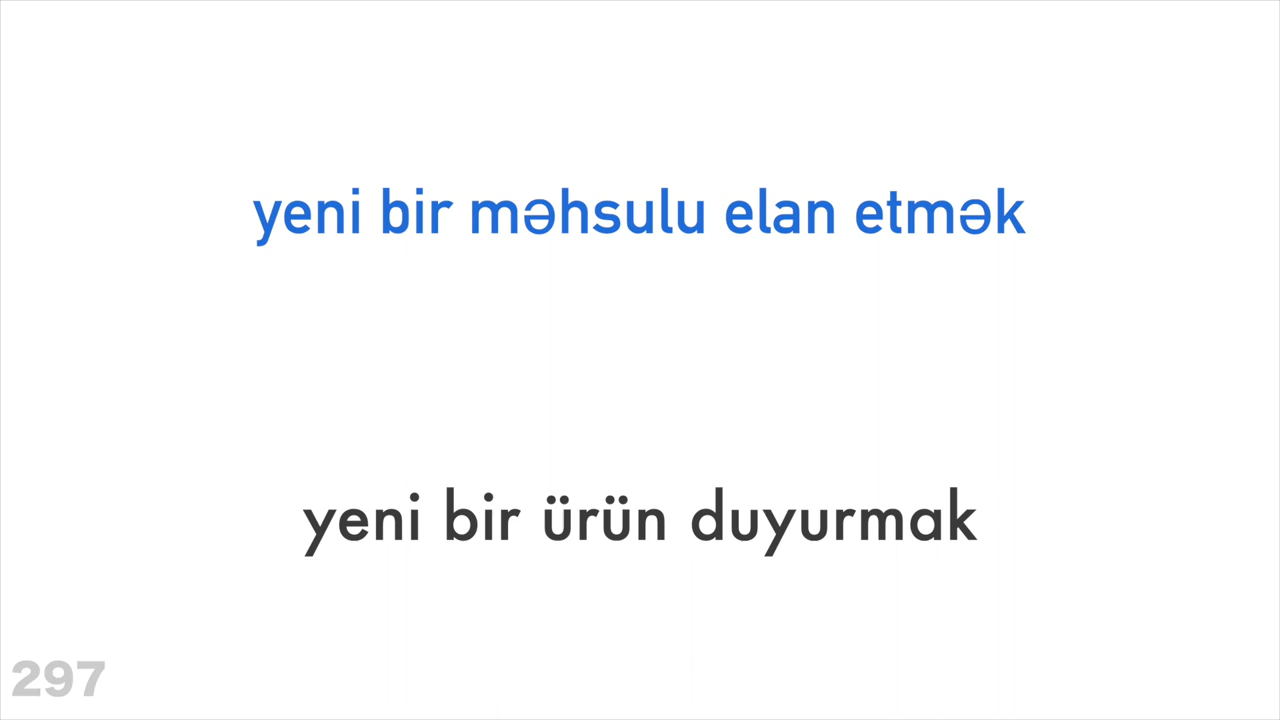 yeni bir məhsulu elan etmək
yeni bir ürün duyurmak
297